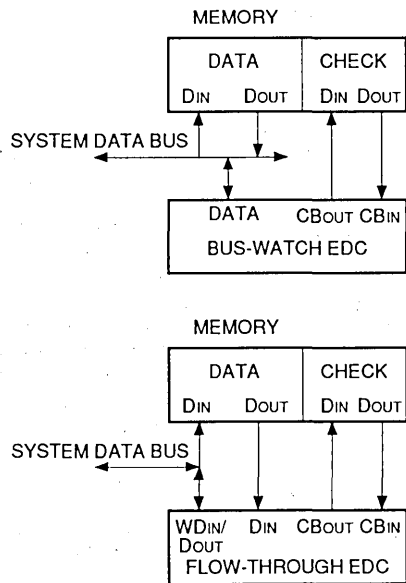 MEMORY
DATA CHECK
DIN DOUT DIN DOUT
SYSTEM DATA BUS
DATA CBOUT CBIN
BUS-WATCH EDC
MEMORY
DATA CHECK
DIN DOUT DIN DOUT
SYSTEM DATA BUS
WDIN/ DIN CBOUT CBIN
DOUT
FLOW-THROUGH EDC